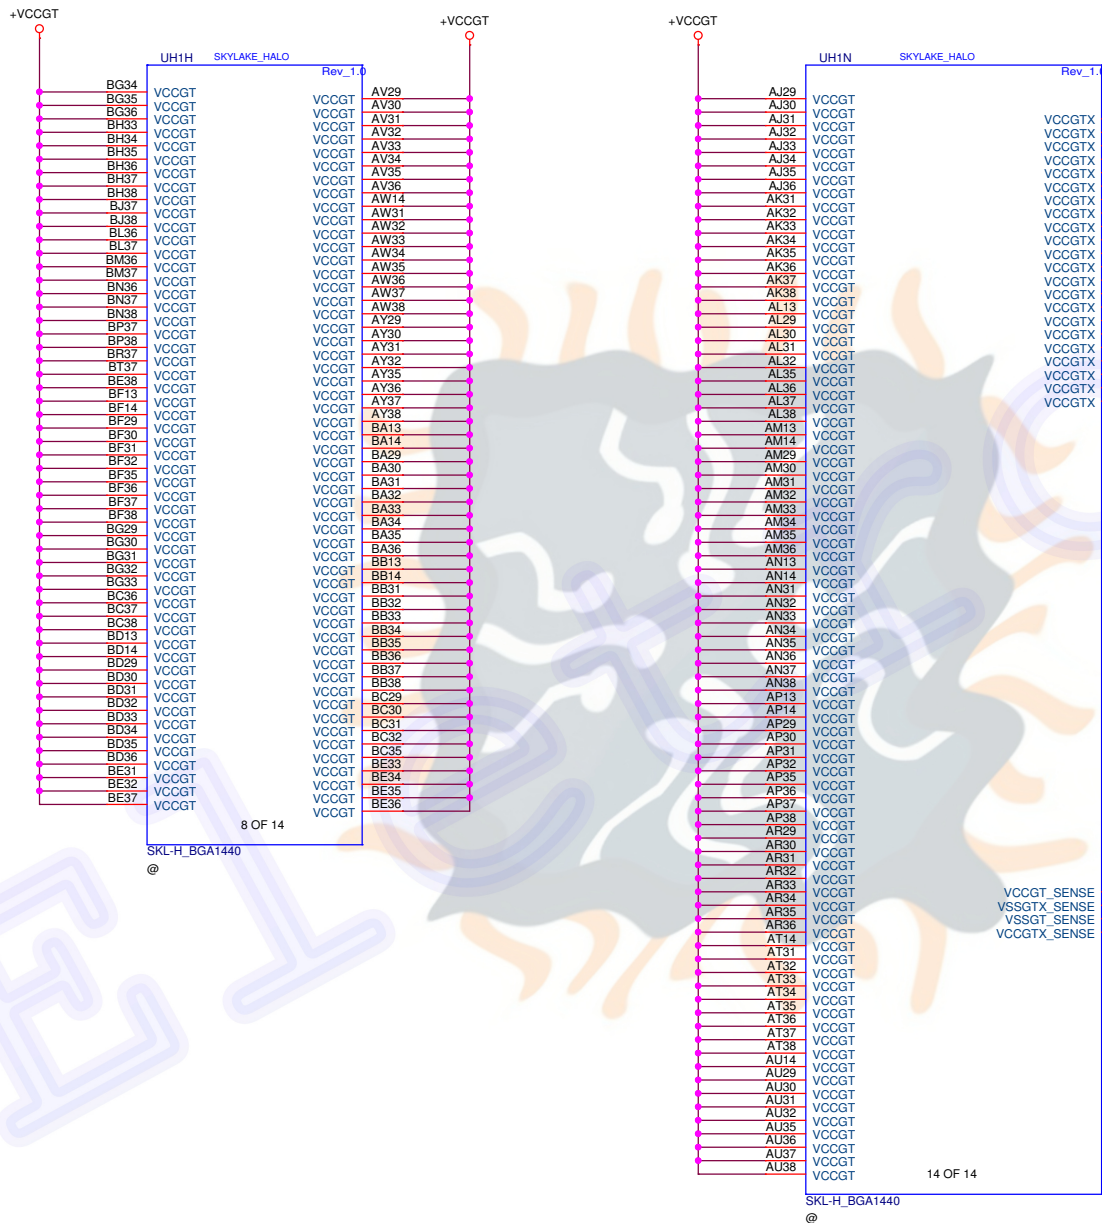 +VCCGT
UH1H SKYLAKE_HALO
Rev_1.0
+VCCGT
BG34 VCCGT VCCGT AV29
BG35 VCCGT VCCGT AV30
BG36 VCCGT VCCGT AV31
BH33 VCCGT VCCGT AV32
BH34 VCCGT VCCGT AV33
BH35 VCCGT VCCGT AV34
BH36 VCCGT VCCGT AV35
BH37 VCCGT VCCGT AV36
BH38 VCCGT VCCGT AW14
BJ37 VCCGT VCCGT AW31
BJ38 VCCGT VCCGT AW32
BL36 VCCGT VCCGT AW33
BL37 VCCGT VCCGT AW34
BM36 VCCGT VCCGT AW35
BM37 VCCGT VCCGT AW36
BN36 VCCGT VCCGT AW37
BN37 VCCGT VCCGT AW38
BN38 VCCGT VCCGT AY29
BP37 VCCGT VCCGT AY30
BP38 VCCGT VCCGT AY31
BR37 VCCGT VCCGT AY32
BT37 VCCGT VCCGT AY35
BE38 VCCGT VCCGT AY36
BF13 VCCGT VCCGT AY37
BF14 VCCGT VCCGT AY38
BF29 VCCGT VCCGT BA13
BF30 VCCGT VCCGT BA14
BF31 VCCGT VCCGT BA29
BF32 VCCGT VCCGT BA30
BF35 VCCGT VCCGT BA31
BF36 VCCGT VCCGT BA32
BF37 VCCGT VCCGT BA33
BF38 VCCGT VCCGT BA34
BG29 VCCGT VCCGT BA35
BG30 VCCGT VCCGT BA36
BG31 VCCGT VCCGT BB13
BG32 VCCGT VCCGT BB14
BG33 VCCGT VCCGT BB31
BC36 VCCGT VCCGT BB32
BC37 VCCGT VCCGT BB33
BC38 VCCGT VCCGT BB34
BD13 VCCGT VCCGT BB35
BD14 VCCGT VCCGT BB36
BD29 VCCGT VCCGT BB37
BD30 VCCGT VCCGT BB38
BD31 VCCGT VCCGT BC29
BD32 VCCGT VCCGT BC30
BD33 VCCGT VCCGT BC31
BD34 VCCGT VCCGT BC32
BD35 VCCGT VCCGT BC35
BD36 VCCGT VCCGT BE33
BE31 VCCGT VCCGT BE34
BE32 VCCGT VCCGT BE35
BE37 VCCGT VCCGT BE36
8 OF 14
SKL-H_BGA1440
@
+VCCGT
UH1N SKYLAKE_HALO
AJ29 VCCGT
AJ30 VCCGT
AJ31 VCCGT VCCGTX
AJ32 VCCGT VCCGTX
AJ33 VCCGT VCCGTX
AJ34 VCCGT VCCGTX
AJ35 VCCGT VCCGTX
AJ36 VCCGT VCCGTX
AK31 VCCGT VCCGTX
AK32 VCCGT VCCGTX
AK33 VCCGT VCCGTX
AK34 VCCGT VCCGTX
AK35 VCCGT VCCGTX
AK36 VCCGT VCCGTX
AK37 VCCGT VCCGTX
AK38 VCCGT VCCGTX
AL13 VCCGT VCCGTX
AL29 VCCGT VCCGTX
AL30 VCCGT VCCGTX
AL31 VCCGT VCCGTX
AL32 VCCGT VCCGTX
AL35 VCCGT VCCGTX
AL36 VCCGT VCCGTX
AL37 VCCGT VCCGTX
AL38 VCCGT
AM13 VCCGT
AM14 VCCGT
AM29 VCCGT
AM30 VCCGT
AM31 VCCGT
AM32 VCCGT
AM33 VCCGT
AM34 VCCGT
AM35 VCCGT
AM36 VCCGT
AN13 VCCGT
AN14 VCCGT
AN31 VCCGT
AN32 VCCGT
AN33 VCCGT
AN34 VCCGT
AN35 VCCGT
AN36 VCCGT
AN37 VCCGT
AN38 VCCGT
AP13 VCCGT
AP14 VCCGT
AP29 VCCGT
AP30 VCCGT
AP31 VCCGT
AP32 VCCGT
AP35 VCCGT
AP36 VCCGT
AP37 VCCGT
AP38 VCCGT
AR29 VCCGT
AR30 VCCGT
AR31 VCCGT
AR32 VCCGT
AR33 VCCGT VCCGT_SENSE
AR34 VCCGT VSSGTX_SENSE
AR35 VCCGT VSSGT_SENSE
AR36 VCCGT VCCGTX_SENSE
AT14 VCCGT
AT31 VCCGT
AT32 VCCGT
AT33 VCCGT
AT34 VCCGT
AT35 VCCGT
AT36 VCCGT
AT37 VCCGT
AT38 VCCGT
AU14 VCCGT
AU29 VCCGT
AU30 VCCGT
AU31 VCCGT
AU32 VCCGT
AU35 VCCGT
AU36 VCCGT
AU37 VCCGT
AU38 VCCGT
14 OF 14
SKL-H_BGA1440
@